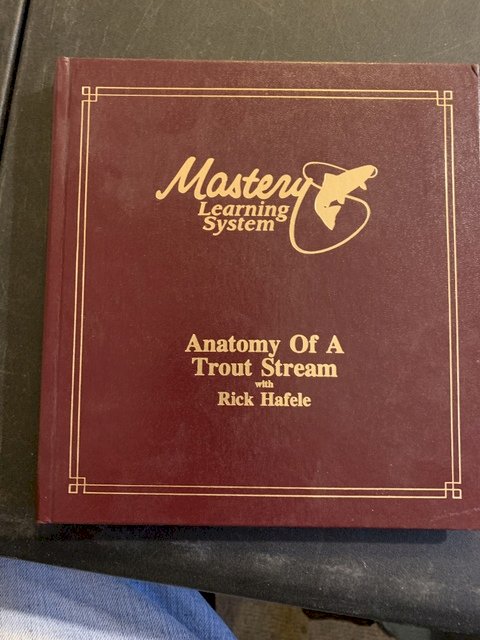 Mastery
Learning
System
Anatomy Of A
Trout Stream
with
Rick Hafele